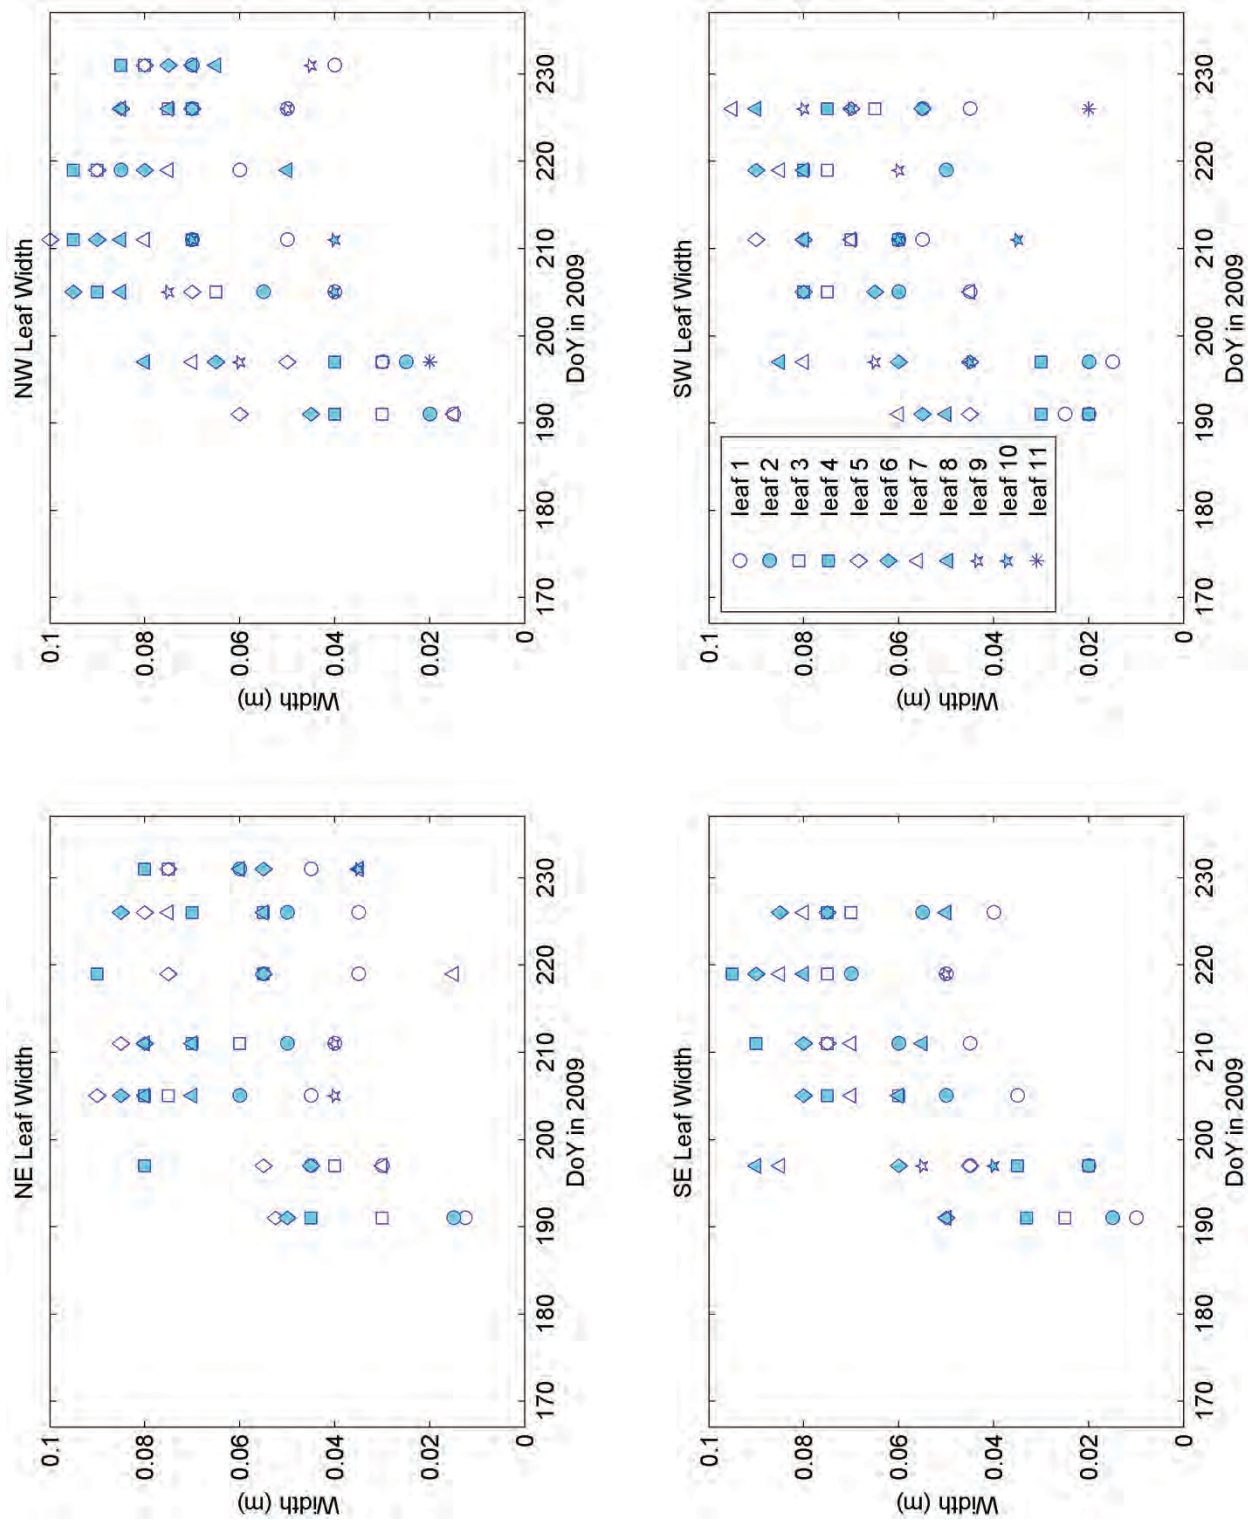 NE Leaf Width
0.1
0.08
0.06
0.04
0.02
0
Width (m)
170
180
190
200
210
220
230
DoY in 2009
NW Leaf Width
0.1
0.08
0.06
0.04
0.02
0
Width (m)
170
180
190
200
210
220
230
DoY in 2009
SE Leaf Width
0.1
0.08
0.06
0.04
0.02
0
Width (m)
170
180
190
200
210
220
230
DoY in 2009
SW Leaf Width
0.1
0.08
0.06
0.04
0.02
0
Width (m)
170
180
190
200
210
220
230
DoY in 2009
leaf 1
leaf 2
leaf 3
leaf 4
leaf 5
leaf 6
leaf 7
leaf 8
leaf 9
leaf 10
leaf 11